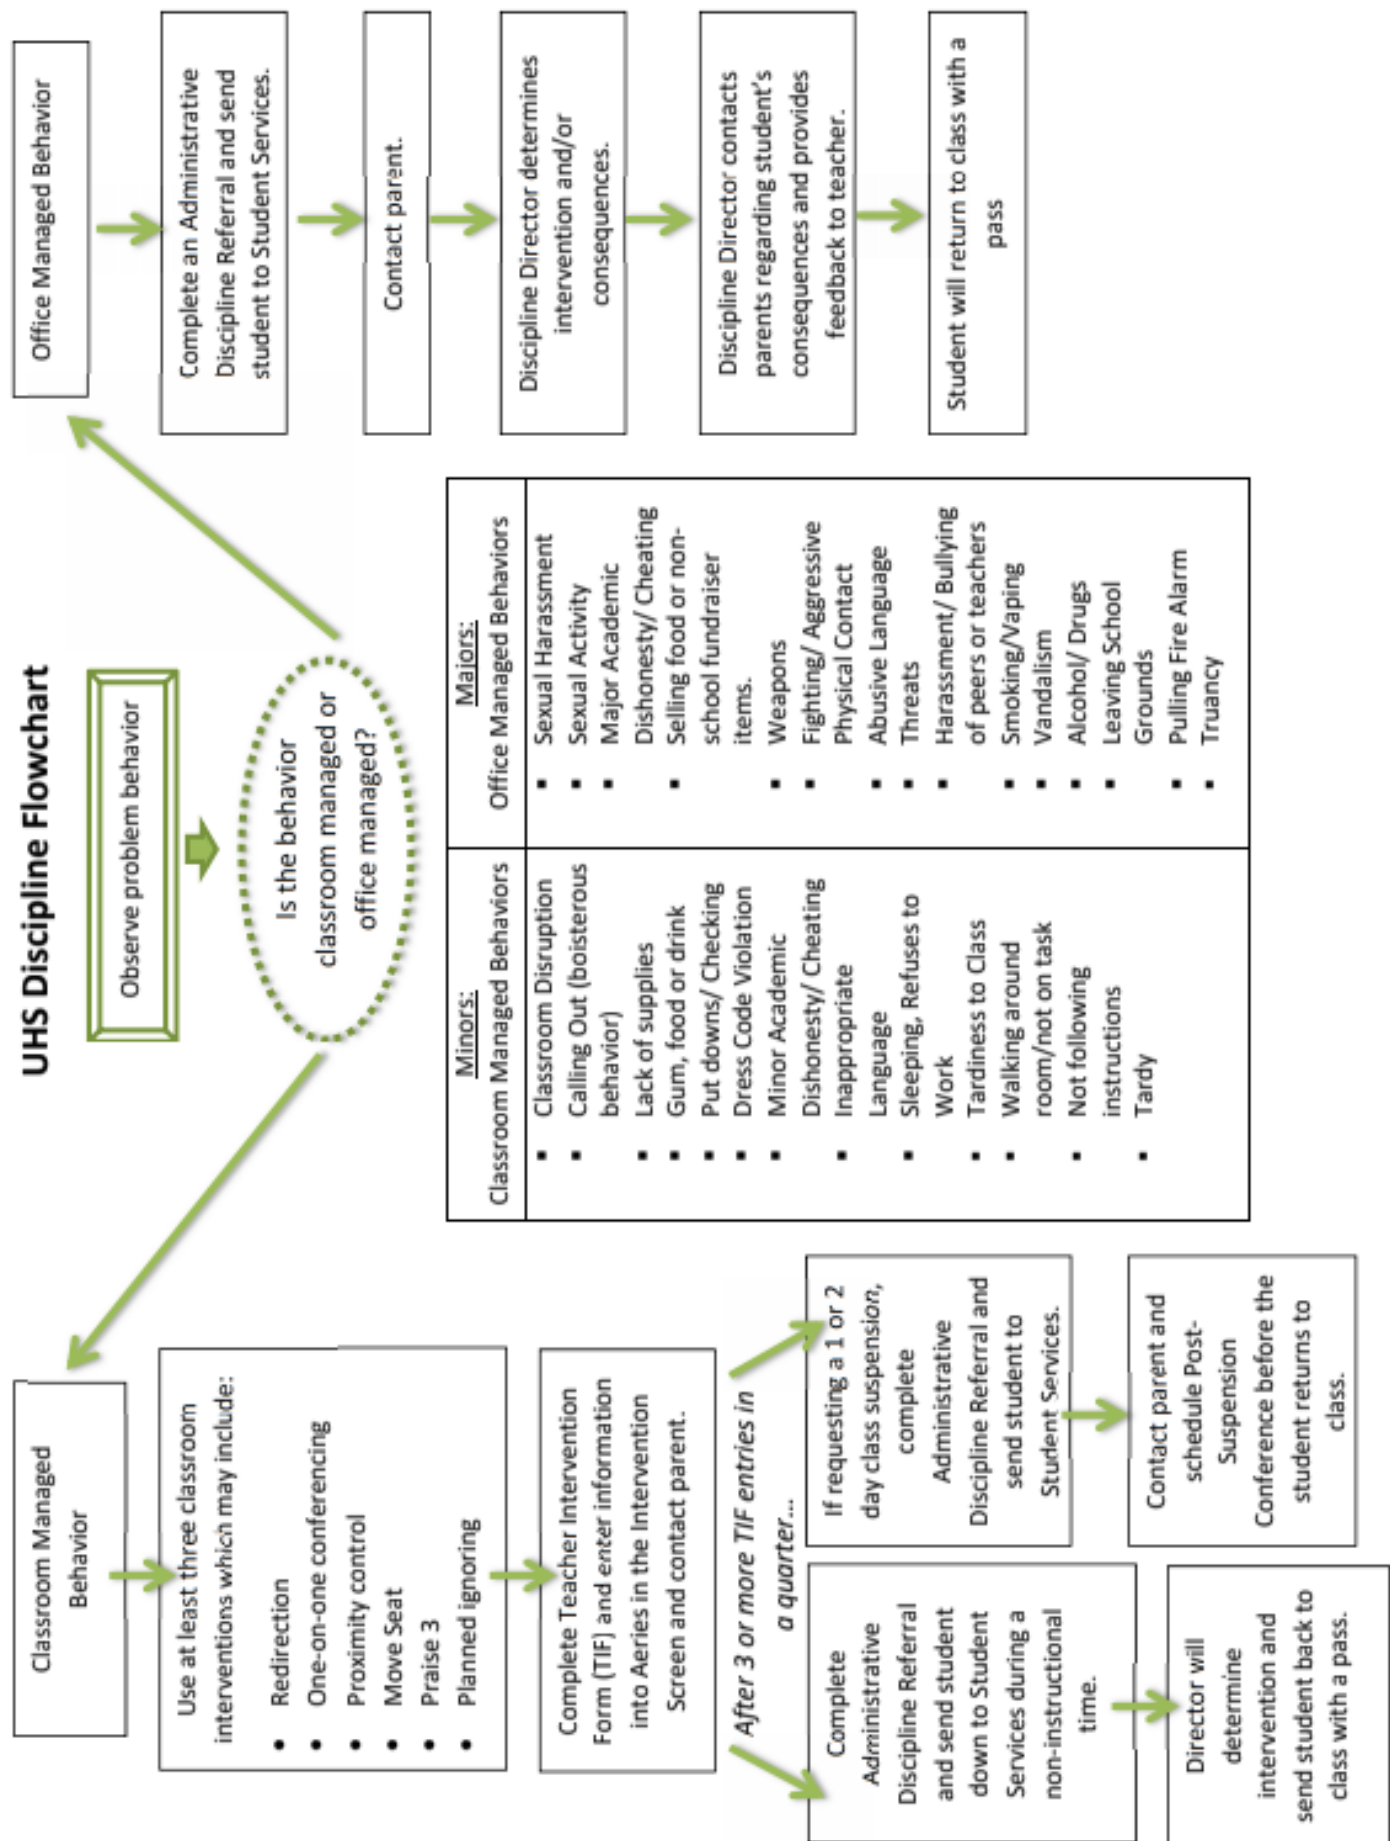 UHS Discipline Flowchart
Observe problem behavior
Is the behavior
classroom managed or
office managed?
Classroom Managed
Behavior
Use at least three classroom
interventions which may include:
• Redirection
• One-on-one conferencing
• Proximity control
• Move Seat
• Praise 3
• Planned ignoring
Complete Teacher Intervention
Form (TIF) and enter information
into Aeries in the Intervention
Screen and contact parent.
After 3 or more TIF entries in
a quarter...
Complete
Administrative
Discipline Referral
and send student
down to Student
Services during a
non-instructional
time.
Director will
determine
intervention and
send student back to
class with a pass.
If requesting a 1 or 2
day class suspension,
complete
Administrative
Discipline Referral and
send student to
Student Services.
Contact parent and
schedule Post-
Suspension
Conference before the
student returns to
class.
Minors:
Classroom Managed Behaviors
▪ Classroom Disruption
▪ Calling Out (boisterous
behavior)
▪ Lack of supplies
▪ Gum, food or drink
▪ Put downs/ Checking
▪ Dress Code Violation
▪ Minor Academic
Dishonesty/ Cheating
▪ Inappropriate
Language
▪ Sleeping, Refuses to
Work
▪ Tardiness to Class
▪ Walking around
room/not on task
▪ Not following
instructions
▪ Tardy
Majors:
Office Managed Behaviors
▪ Sexual Harassment
▪ Sexual Activity
▪ Major Academic
Dishonesty/ Cheating
▪ Selling food or non-
school fundraiser
items.
▪ Weapons
▪ Fighting/ Aggressive
Physical Contact
▪ Abusive Language
▪ Threats
▪ Harassment/ Bullying
of peers or teachers
▪ Smoking/Vaping
▪ Vandalism
▪ Alcohol/ Drugs
▪ Leaving School
Grounds
▪ Pulling Fire Alarm
▪ Truancy
Office Managed Behavior
Complete an Administrative
Discipline Referral and send
student to Student Services.
Contact parent.
Discipline Director determines
intervention and/or
consequences.
Discipline Director contacts
parents regarding student's
consequences and provides
feedback to teacher.
Student will return to class with a
pass